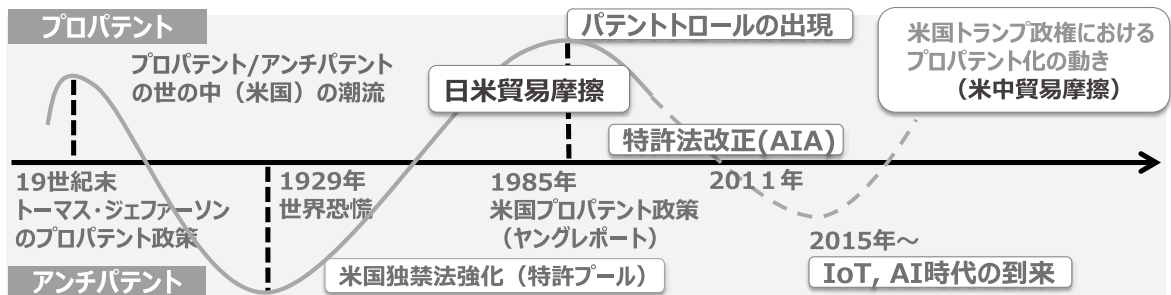 プロパテント
プロパテント/アンチパテント
の世の中（米国）の潮流
パテントトロールの出現
日米貿易摩擦
米国トランプ政権における
プロパテント化の動き
（米中貿易摩擦）
特許法改正(AIA)
19世紀末
トーマス・ジェファーソン
のプロパテント政策
1929年
世界恐慌
1985年
米国プロパテント政策
（ヤングレポート）
2011年
2015年～
IoT, AI時代の到来
アンチパテント
米国独禁法強化（特許プール）